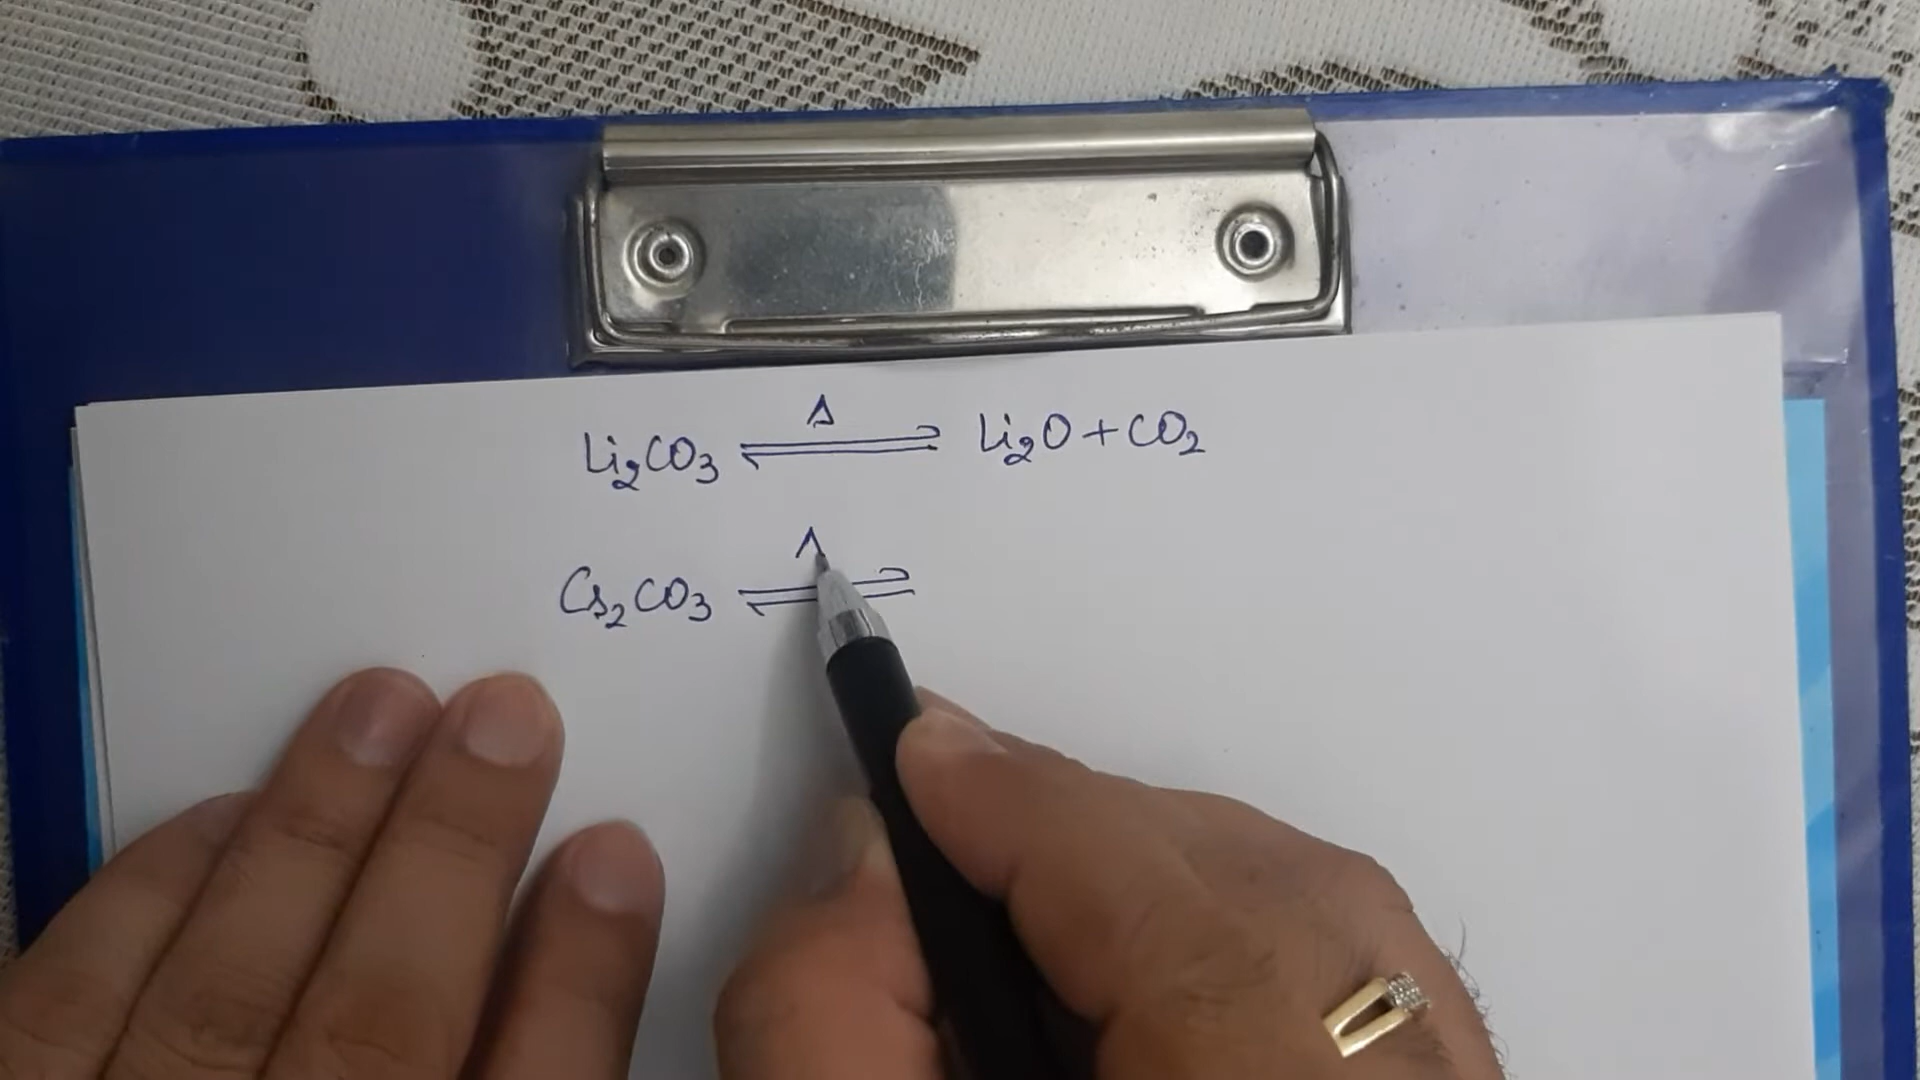 Li₂CO₃ ⇌ Δ Li₂O + CO₂
Cs₂CO₃ ⇌ Δ